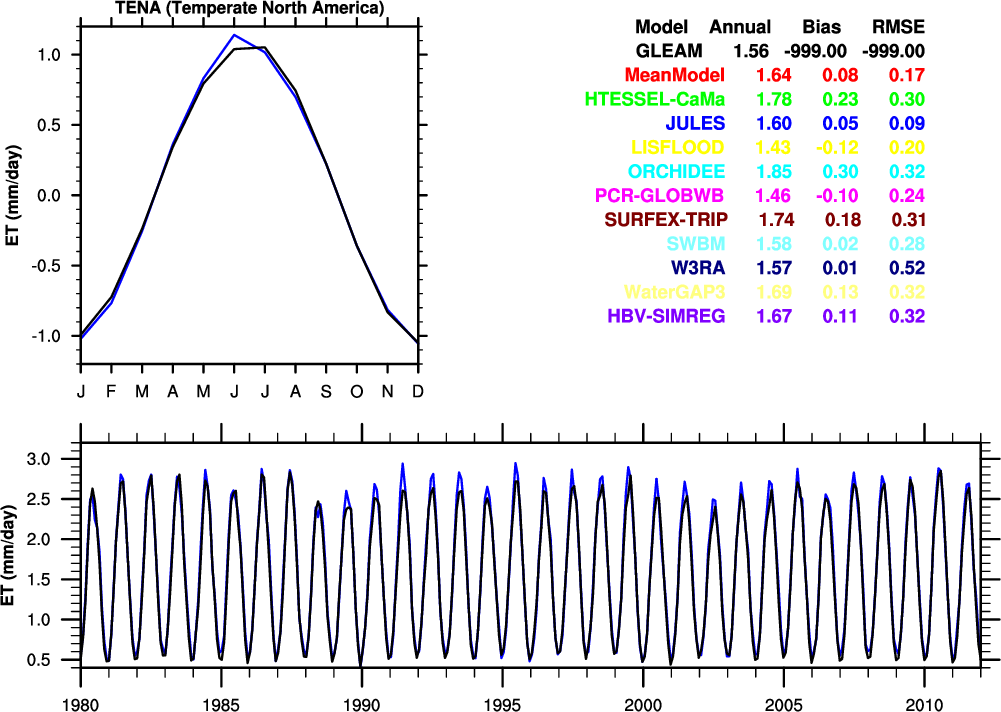 TENA (Temperate North America)
Model Annual Bias RMSE
GLEAM 1.56 -999.00 -999.00
MeanModel 1.64 0.08 0.17
HTESSEL-CaMa 1.78 0.23 0.30
JULES 1.60 0.05 0.09
LISFLOOD 1.43 -0.12 0.20
ORCHIDEE 1.85 0.30 0.32
PCR-GLOBWB 1.46 -0.10 0.24
SURFEX-TRIP 1.74 0.18 0.31
SWBM 1.58 0.02 0.28
W3RA 1.57 0.01 0.52
WaterGAP3 1.69 0.13 0.32
HBV-SIMREG 1.67 0.11 0.32
ET (mm/day)
1.0
0.5
0.0
-0.5
-1.0
J F M A M J J A S O N D
ET (mm/day)
3.0
2.5
2.0
1.5
1.0
0.5
1980 1985 1990 1995 2000 2005 2010